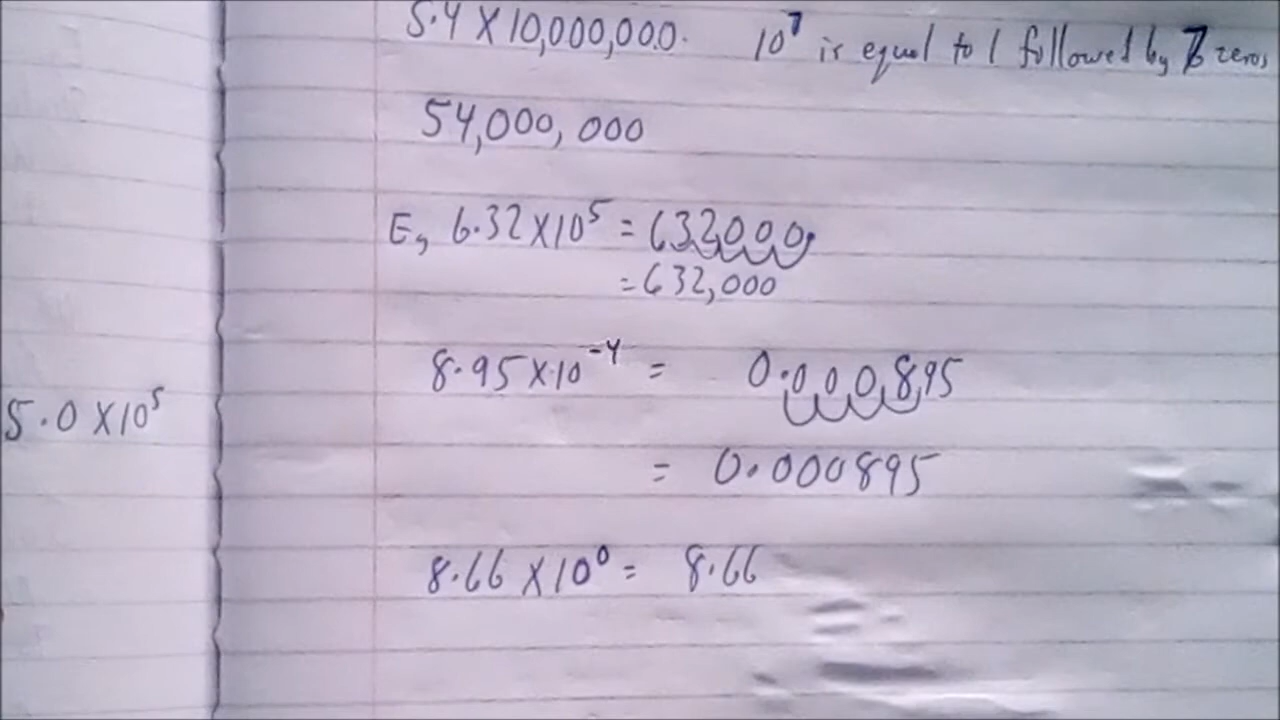 5.4 X 10,000,000. 10⁷ is equal to 1 followed by 7 zeros
54,000,000
Eg 6.32 X 10⁵ = 632000.
= 632,000
8.95 X 10⁻⁴ = 0.000895
5.0 X 10⁵
= 0.000895
8.66 X 10⁰ = 8.66